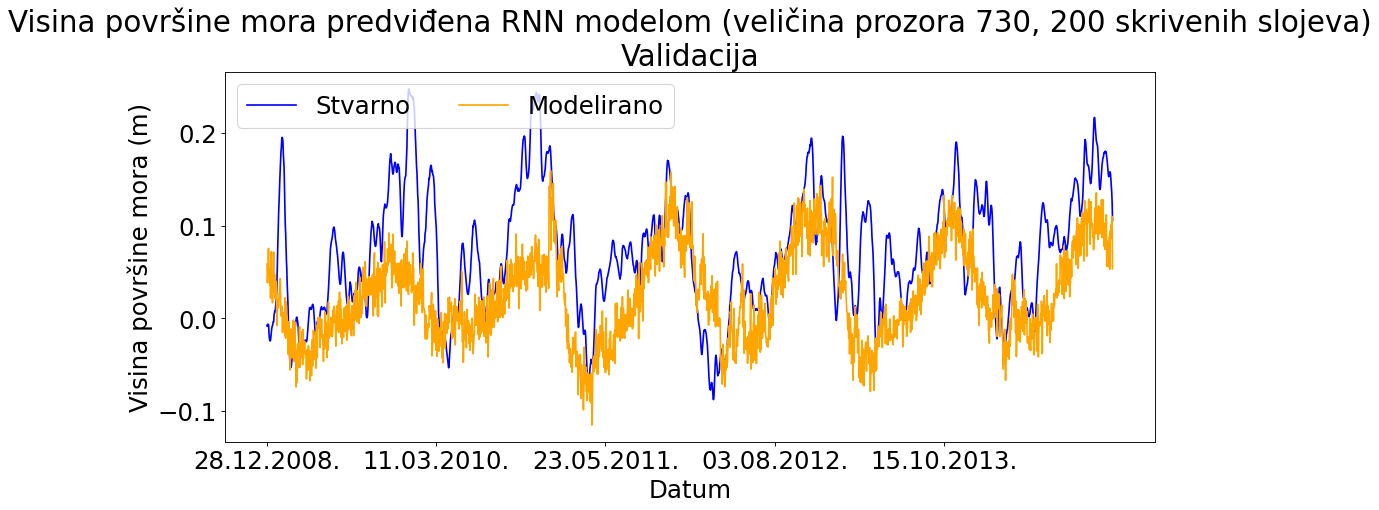 Visina površine mora predviđena RNN modelom (veličina prozora 730, 200 skrivenih slojeva)
Validacija
Stvarno Modelirano
Visina površine mora (m)
0.2
0.1
0.0
−0.1
28.12.2008. 11.03.2010. 23.05.2011. 03.08.2012. 15.10.2013.
Datum